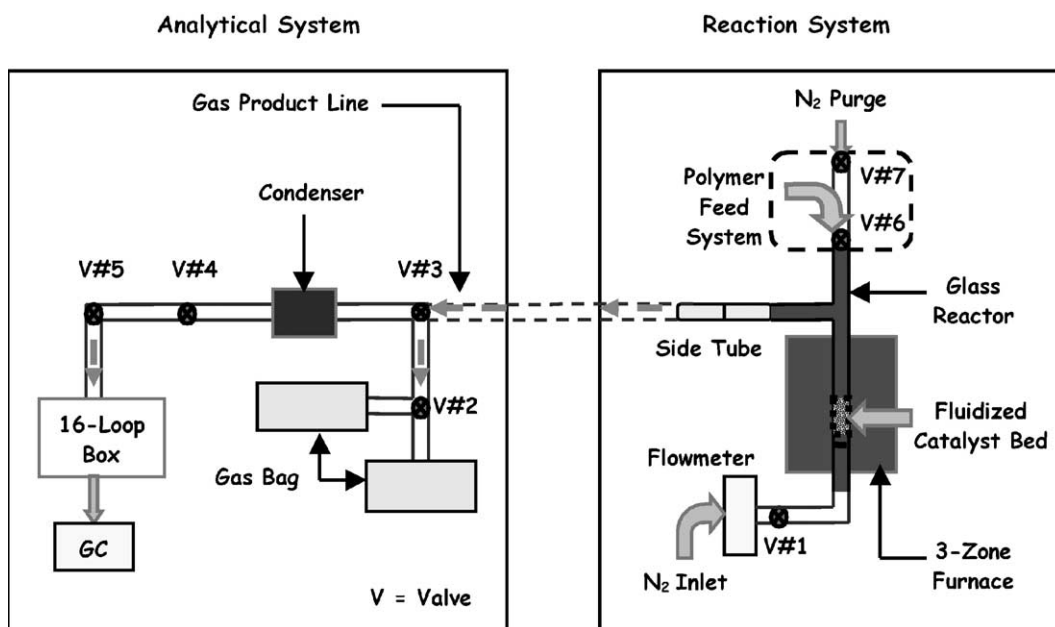 Analytical System
Gas Product Line
Condenser
V#5
V#4
V#3
V#2
16-Loop
Box
Gas Bag
GC
V = Valve
Reaction System
N₂ Purge
V#7
Polymer
Feed
System
V#6
Glass
Reactor
Side Tube
Fluidized
Catalyst Bed
Flowmeter
V#1
N₂ Inlet
3-Zone
Furnace